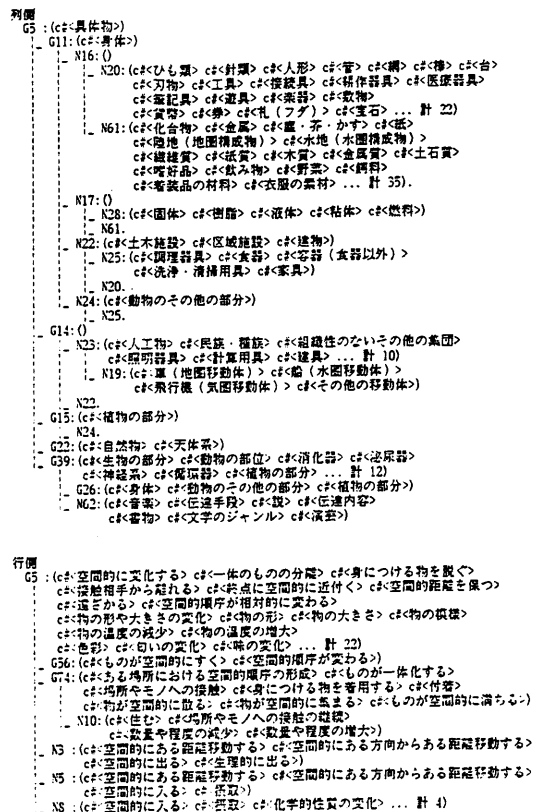 列側
G5 :(c#<具体物>)
G11:(c#<身体>)
N16:()
N20:(c#<ひも類> c#<針類> c#<人形> c#<管> c#<網> c#<棒> c#<台>
c#<刃物> c#<工具> c#<接続具> c#<耕作器具> c#<医療器具>
c#<筆記具> c#<遊具> c#<楽器> c#<敷物>
c#<貨幣> c#<券> c#<札(フダ)> c#<宝石> ... 計 22)
N61:(c#<化合物> c#<金属> c#<塵・芥・かす> c#<紙>
c#<陸地(地圏構成物)> c#<水地(水圏構成物)>
c#<繊維質> c#<紙質> c#<木質> c#<金属質> c#<土石質>
c#<嗜好品> c#<飲み物> c#<野菜> c#<飼料>
c#<着装品の材料> c#<衣服の素材> ... 計 35).
N17:()
N28:(c#<固体> c#<樹脂> c#<液体> c#<粘体> c#<燃料>)
N61.
N22:(c#<土木施設> c#<区域施設> c#<建物>)
N25:(c#<調理器具> c#<食器> c#<容器(食器以外)>
c#<洗浄・清掃用具> c#<家具>)
N20.
N24:(c#<動物のその他の部分>)
N25.
G14:()
N23:(c#<人工物> c#<民族・種族> c#<組織性のないその他の集団>
c#<照明器具> c#<計算用具> c#<建具> ... 計 10)
N19:(c#<車(地圏移動体)> c#<船(水圏移動体)>
c#<飛行機(気圏移動体)> c#<その他の移動体>)
N22.
G15:(c#<植物の部分>)
N24.
G22:(c#<自然物> c#<天体系>)
G39:(c#<生物の部分> c#<動物の部位> c#<消化器> c#<泌尿器>
c#<神経系> c#<循環器> c#<植物の部分> ... 計 12)
G26:(c#<身体> c#<動物のその他の部分> c#<植物の部分>)
N62:(c#<音楽> c#<伝達手段> c#<説> c#<伝達内容>
c#<書物> c#<文学のジャンル> c#<演芸>)
行側
G5 :(c#<空間的に変化する> c#<一体のものの分離> c#<身につける物を脱ぐ>
c#<接触相手から離れる> c#<終点に空間的に近付く> c#<空間的距離を保つ>
c#<遠ざかる> c#<空間的順序が相対的に変わる>
c#<物の形や大きさの変化> c#<物の形> c#<物の大きさ> c#<物の模様>
c#<物の温度の減少> c#<物の温度の増大>
c#<色彩> c#<匂いの変化> c#<味の変化> ... 計 22)
G56:(c#<ものが空間的にすく> c#<空間的順序が変わる>)
G74:(c#<ある場所における空間的順序の形成> c#<ものが一体化する>
c#<場所やモノへの接触> c#<身につける物を着用する> c#<付着>
c#<物が空間的に散る> c#<物が空間的に集まる> c#<ものが空間的に満ちる>)
N10:(c#<住む> c#<場所やモノへの接触の継続>
c#<数量や程度の減少> c#<数量や程度の増大>)
N3 :(c#<空間的にある距離移動する> c#<空間的にある方向からある距離移動する>
c#<空間的に出る> c#<生理的に出る>)
N5 :(c#<空間的にある距離移動する> c#<空間的にある方向からある距離移動する>
c#<空間的に入る> c#<摂取>)
N8 :(c#<空間的に入る> c#<摂取> c#<化学的性質の変化> ... 計 4)